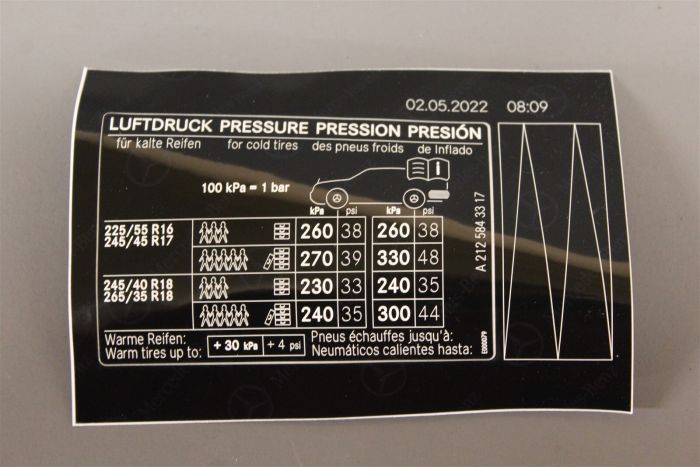 02.05.2022 08:09
LUFTDRUCK PRESSURE PRESSION PRESIÓN
für kalte Reifen for cold tires des pneus froids de Inflado
100 kPa = 1 bar
kPa psi kPa psi
225/55 R16
245/45 R17
260 38 260 38
270 39 330 48
245/40 R18
265/35 R18
230 33 240 35
240 35 300 44
Warme Reifen:
Warm tires up to:
+ 30 kPa + 4 psi
Pneus échauffes jusqu'à:
Neumáticos calientes hasta:
A 212 584 33 17